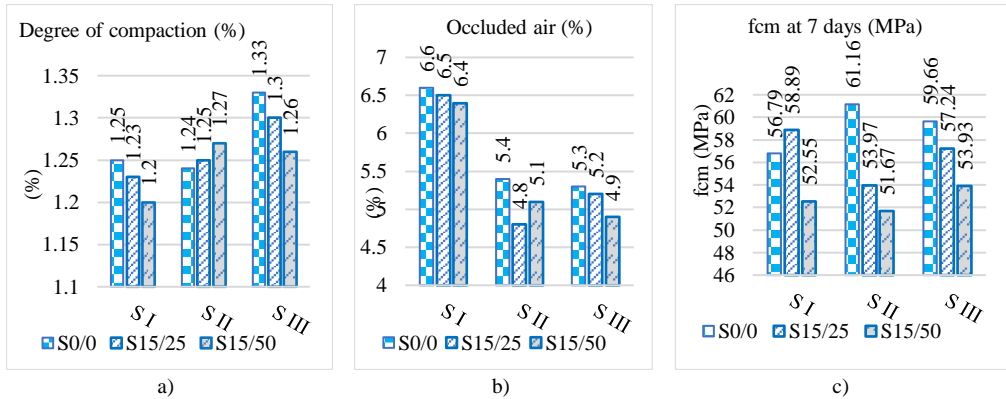 Degree of compaction (%)
1.35
1.3
1.25
1.2
1.15
1.1
(%)
1.25
1.23
1.2
1.24
1.25
1.27
1.33
1.3
1.26
S I
S II
S III
S0/0
S15/25
S15/50
a)
Occluded air (%)
7
6.5
6
5.5
5
4.5
4
(%)
6.6
6.5
6.4
5.4
4.8
5.1
5.3
5.2
4.9
S I
S II
S III
S0/0
S15/25
S15/50
b)
fcm at 7 days (MPa)
62
60
58
56
54
52
50
48
46
fcm (MPa)
56.79
58.89
52.55
61.16
53.97
51.67
59.66
57.24
53.93
S I
S II
S III
S0/0
S15/25
S15/50
c)